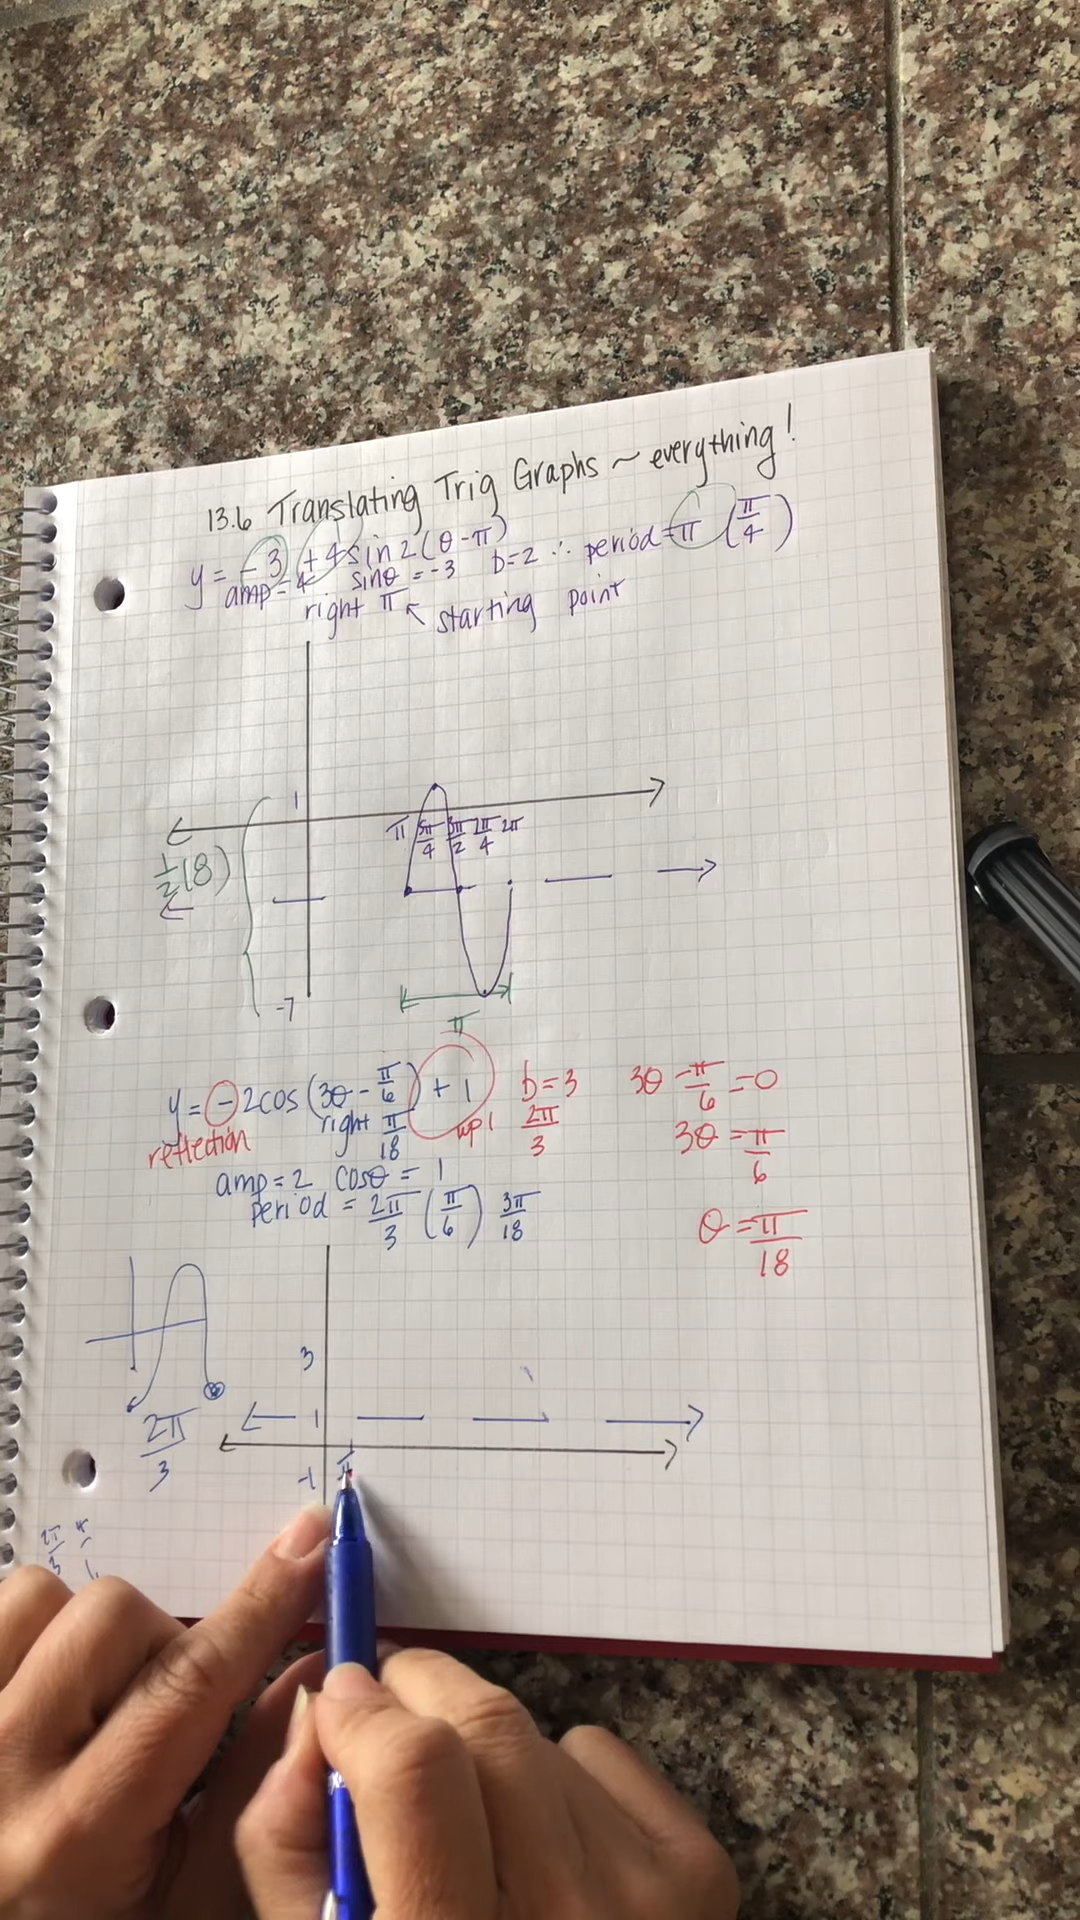 13.6 Translating Trig Graphs ~ everything!
y = -3 + 4 sin 2(θ - π)
amp = 4 sinθ = -3 b = 2 ∴ period = π (π/4)
right π ← starting point
1
π 5π/4 3π/2 7π/4 2π
1/2(8)
-7
π
y = -2cos(3θ - π/6) + 1 b = 3 3θ - π/6 = 0
reflection right π/18 up 1 2π/3 3θ = π/6
amp = 2 cosθ = 1
period = 2π/3 (π/6) 3π/18 θ = π/18
3
1
2π/3
-1
2π/3